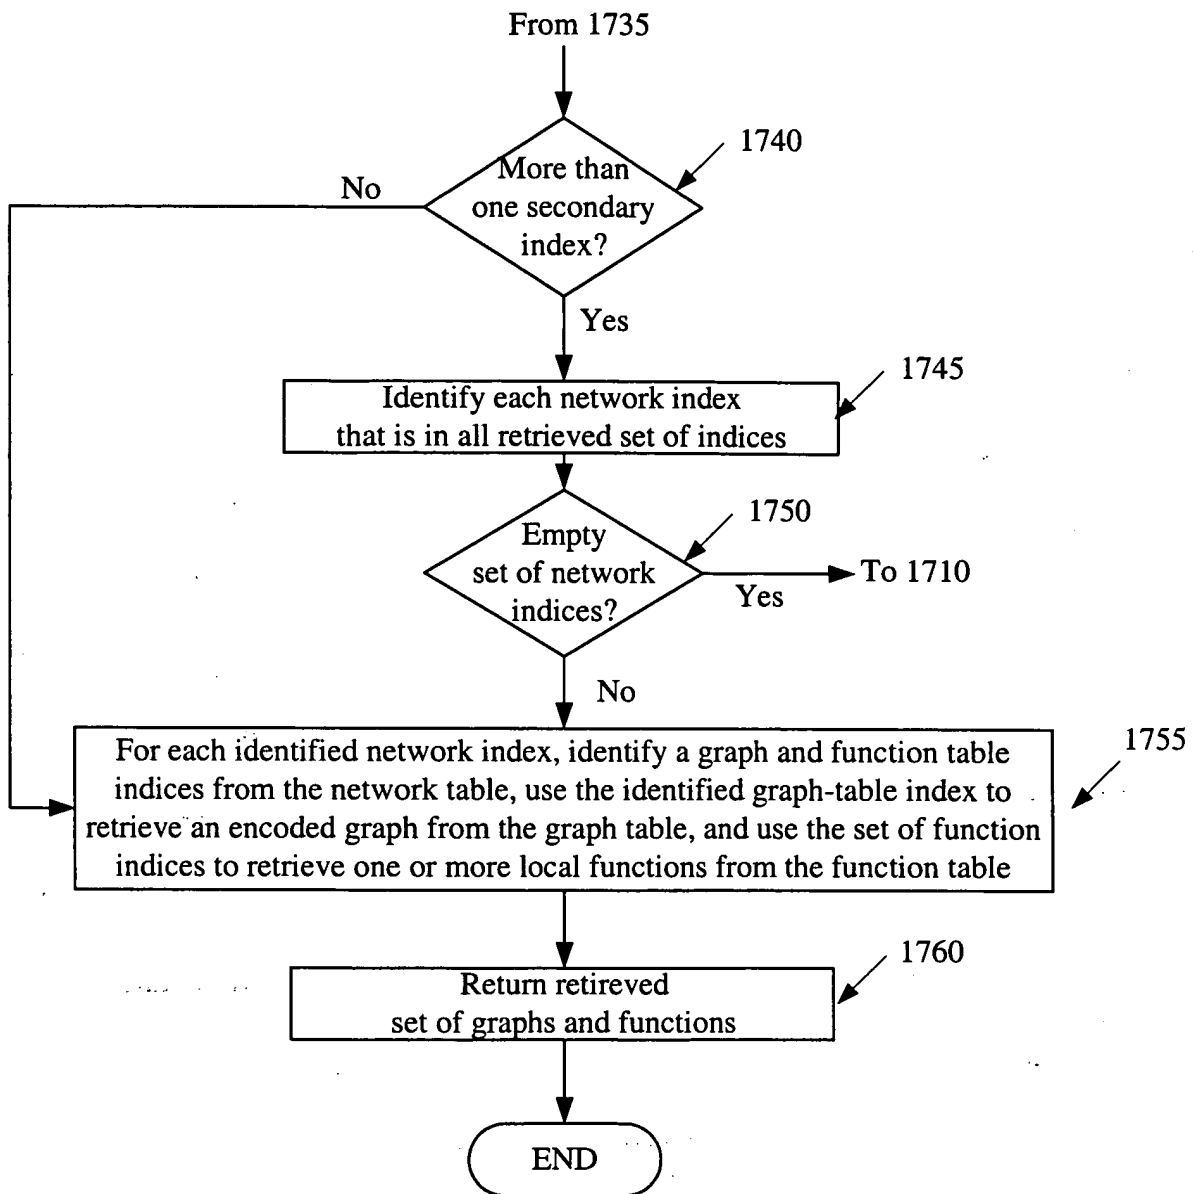 From 1735
1740
More than
one secondary
index?
No
Yes
1745
Identify each network index
that is in all retrieved set of indices
1750
Empty
set of network
indices?
To 1710
Yes
No
1755
For each identified network index, identify a graph and function table
indices from the network table, use the identified graph-table index to
retrieve an encoded graph from the graph table, and use the set of function
indices to retrieve one or more local functions from the function table
1760
Return retireved
set of graphs and functions
END